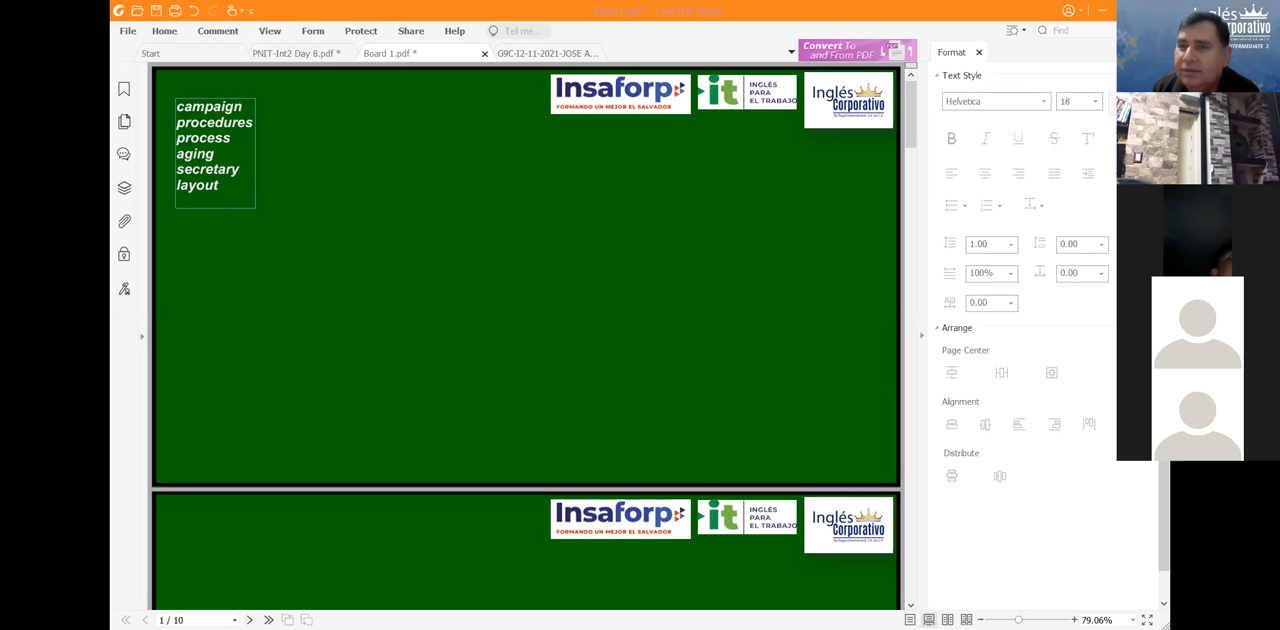 File Home Comment View Form Protect Share Help Tell me... Find
Start PNIT-Int2 Day 8.pdf * Board 1.pdf * G9C-I2-11-2021-JOSE A... Convert To and From PDF
Format
Text Style
Helvetica 18
1.00 0.00
100% 0.00
0.00
Arrange
Page Center
Alignment
Distribute
campaign
procedures
process
aging
secretary
layout
Insaforp
FORMANDO UN MEJOR EL SALVADOR
it INGLÉS PARA EL TRABAJO
Inglés Corporativo
Insaforp
FORMANDO UN MEJOR EL SALVADOR
it INGLÉS PARA EL TRABAJO
Inglés Corporativo
Inglés
INTERMEDIATE 2
1 / 10
79.06%